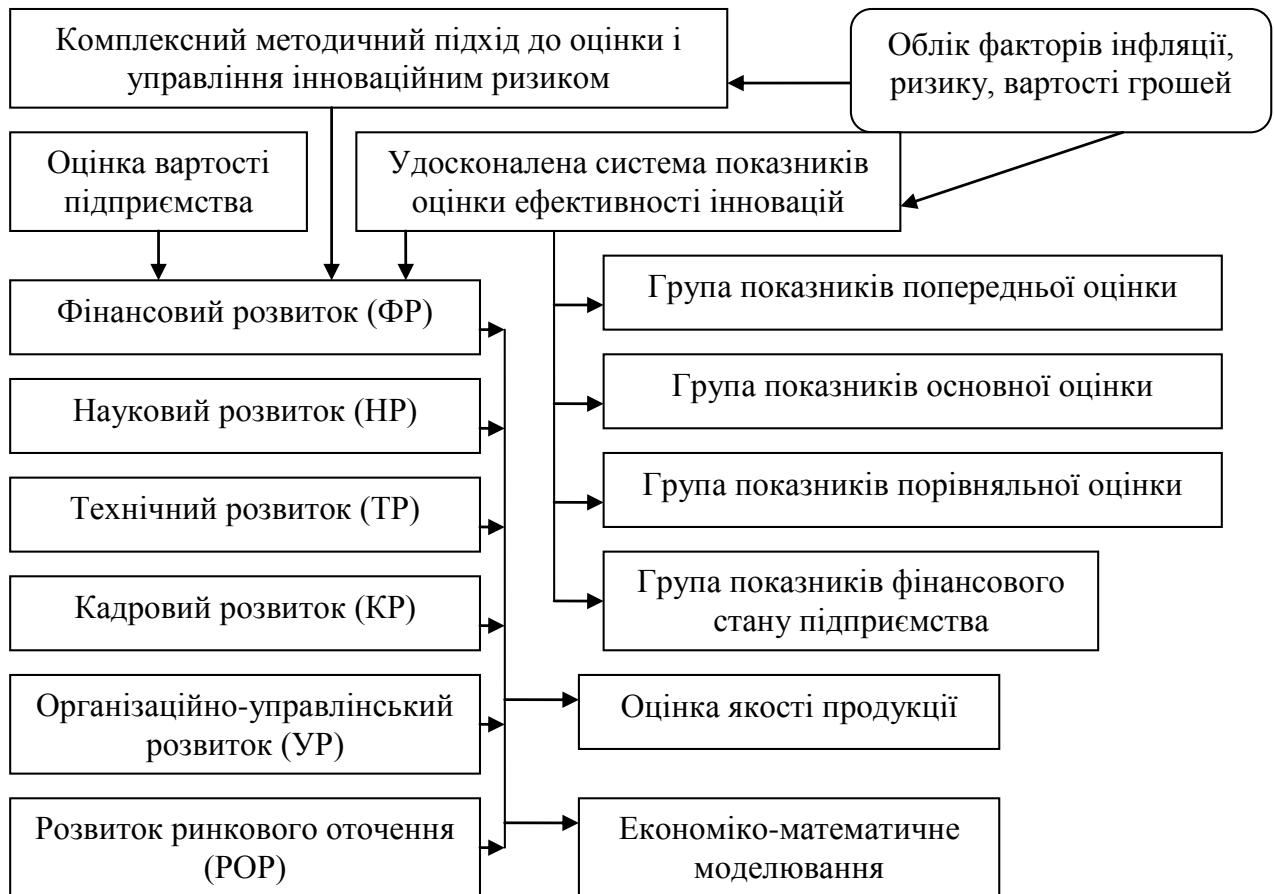 Комплексний методичний підхід до оцінки і
управління інноваційним ризиком
Облік факторів інфляції,
ризику, вартості грошей
Оцінка вартості
підприємства
Удосконалена система показників
оцінки ефективності інновацій
Фінансовий розвиток (ФР)
Науковий розвиток (НР)
Технічний розвиток (ТР)
Кадровий розвиток (КР)
Організаційно-управлінський
розвиток (УР)
Розвиток ринкового оточення
(РОР)
Група показників попередньої оцінки
Група показників основної оцінки
Група показників порівняльної оцінки
Група показників фінансового
стану підприємства
Оцінка якості продукції
Економіко-математичне
моделювання